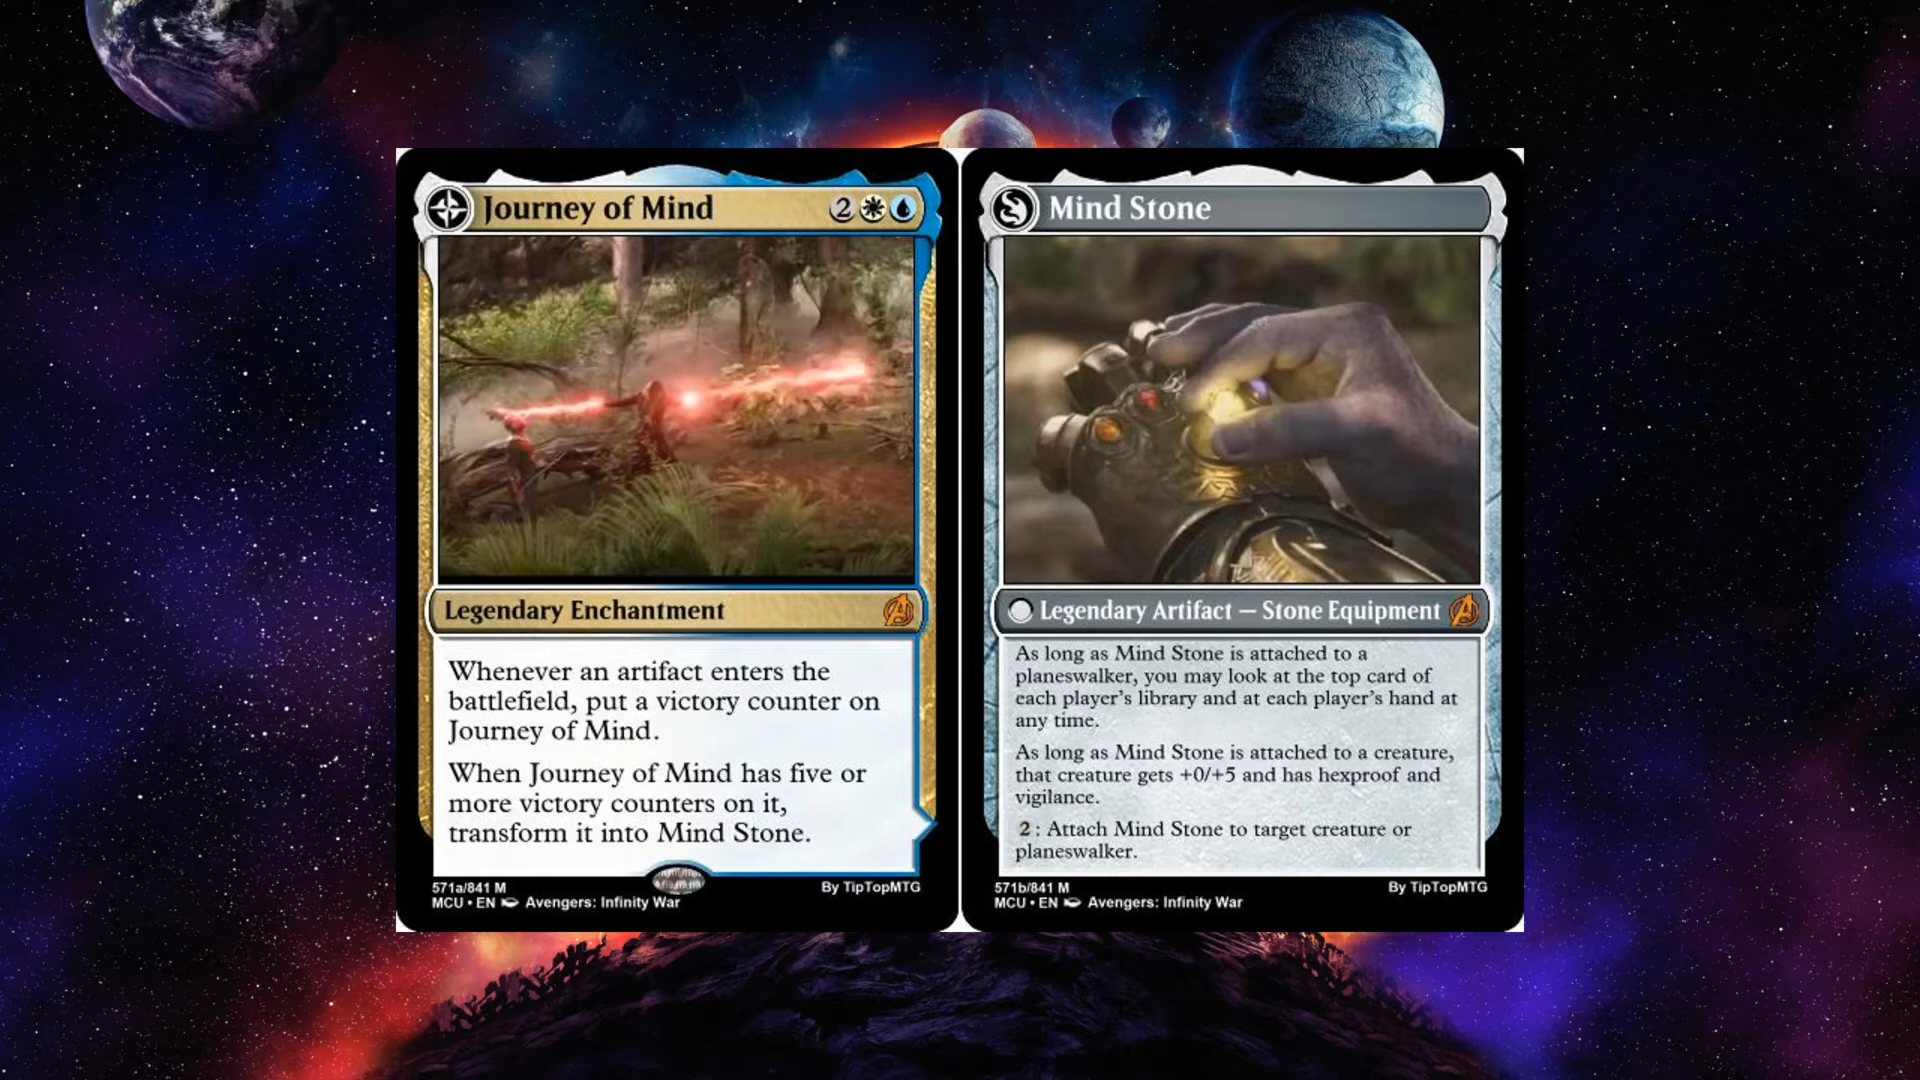 Journey of Mind 2
Legendary Enchantment
Whenever an artifact enters the
battlefield, put a victory counter on
Journey of Mind.
When Journey of Mind has five or
more victory counters on it,
transform it into Mind Stone.
571a/841 M
MCU • EN Avengers: Infinity War
By TipTopMTG
Mind Stone
Legendary Artifact — Stone Equipment
As long as Mind Stone is attached to a
planeswalker, you may look at the top card of
each player's library and at each player's hand at
any time.
As long as Mind Stone is attached to a creature,
that creature gets +0/+5 and has hexproof and
vigilance.
2: Attach Mind Stone to target creature or
planeswalker.
571b/841 M
MCU • EN Avengers: Infinity War
By TipTopMTG